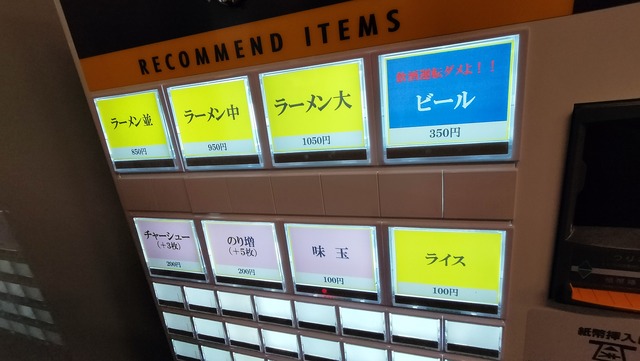 RECOMMEND ITEMS
ラーメン並
850円
ラーメン中
950円
ラーメン大
1050円
飲酒運転ダメよ!!
ビール
350円
チャーシュー
(+3枚)
200円
のり増
(+5枚)
200円
味玉
100円
ライス
100円
紙幣挿入